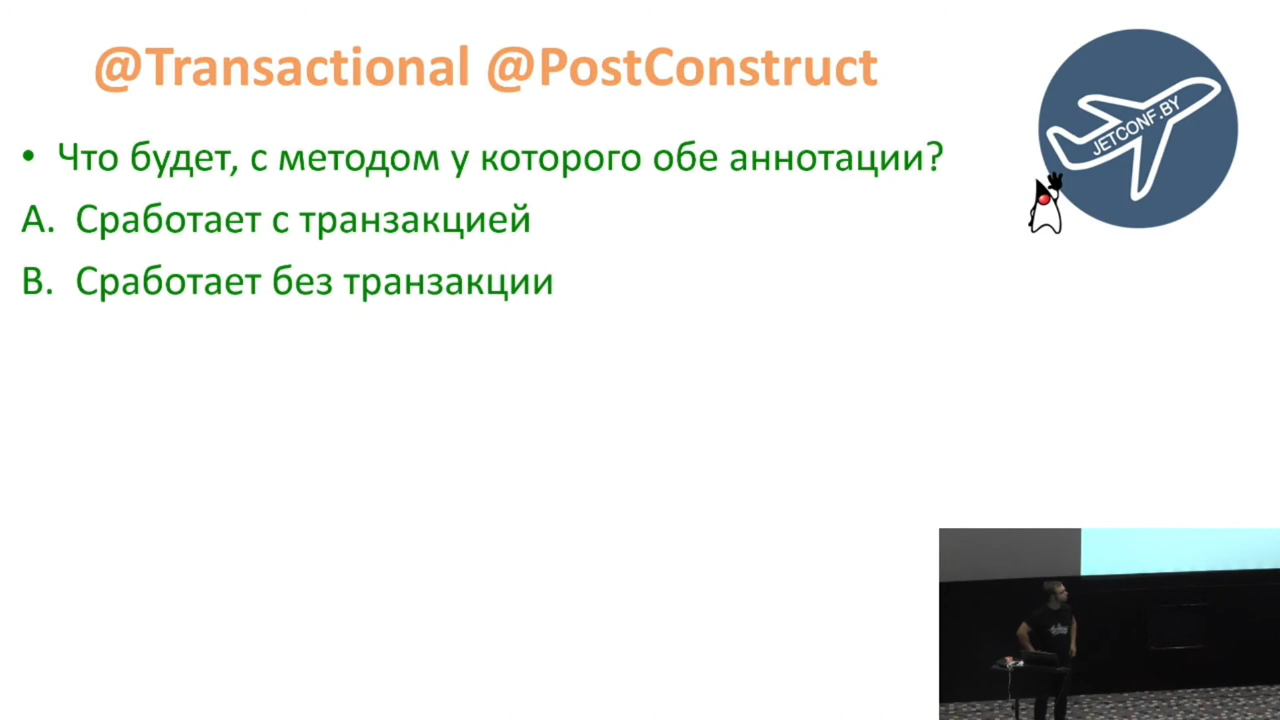 @Transactional @PostConstruct
• Что будет, с методом у которого обе аннотации?
A. Сработает с транзакцией
B. Сработает без транзакции
JETCONF.BY